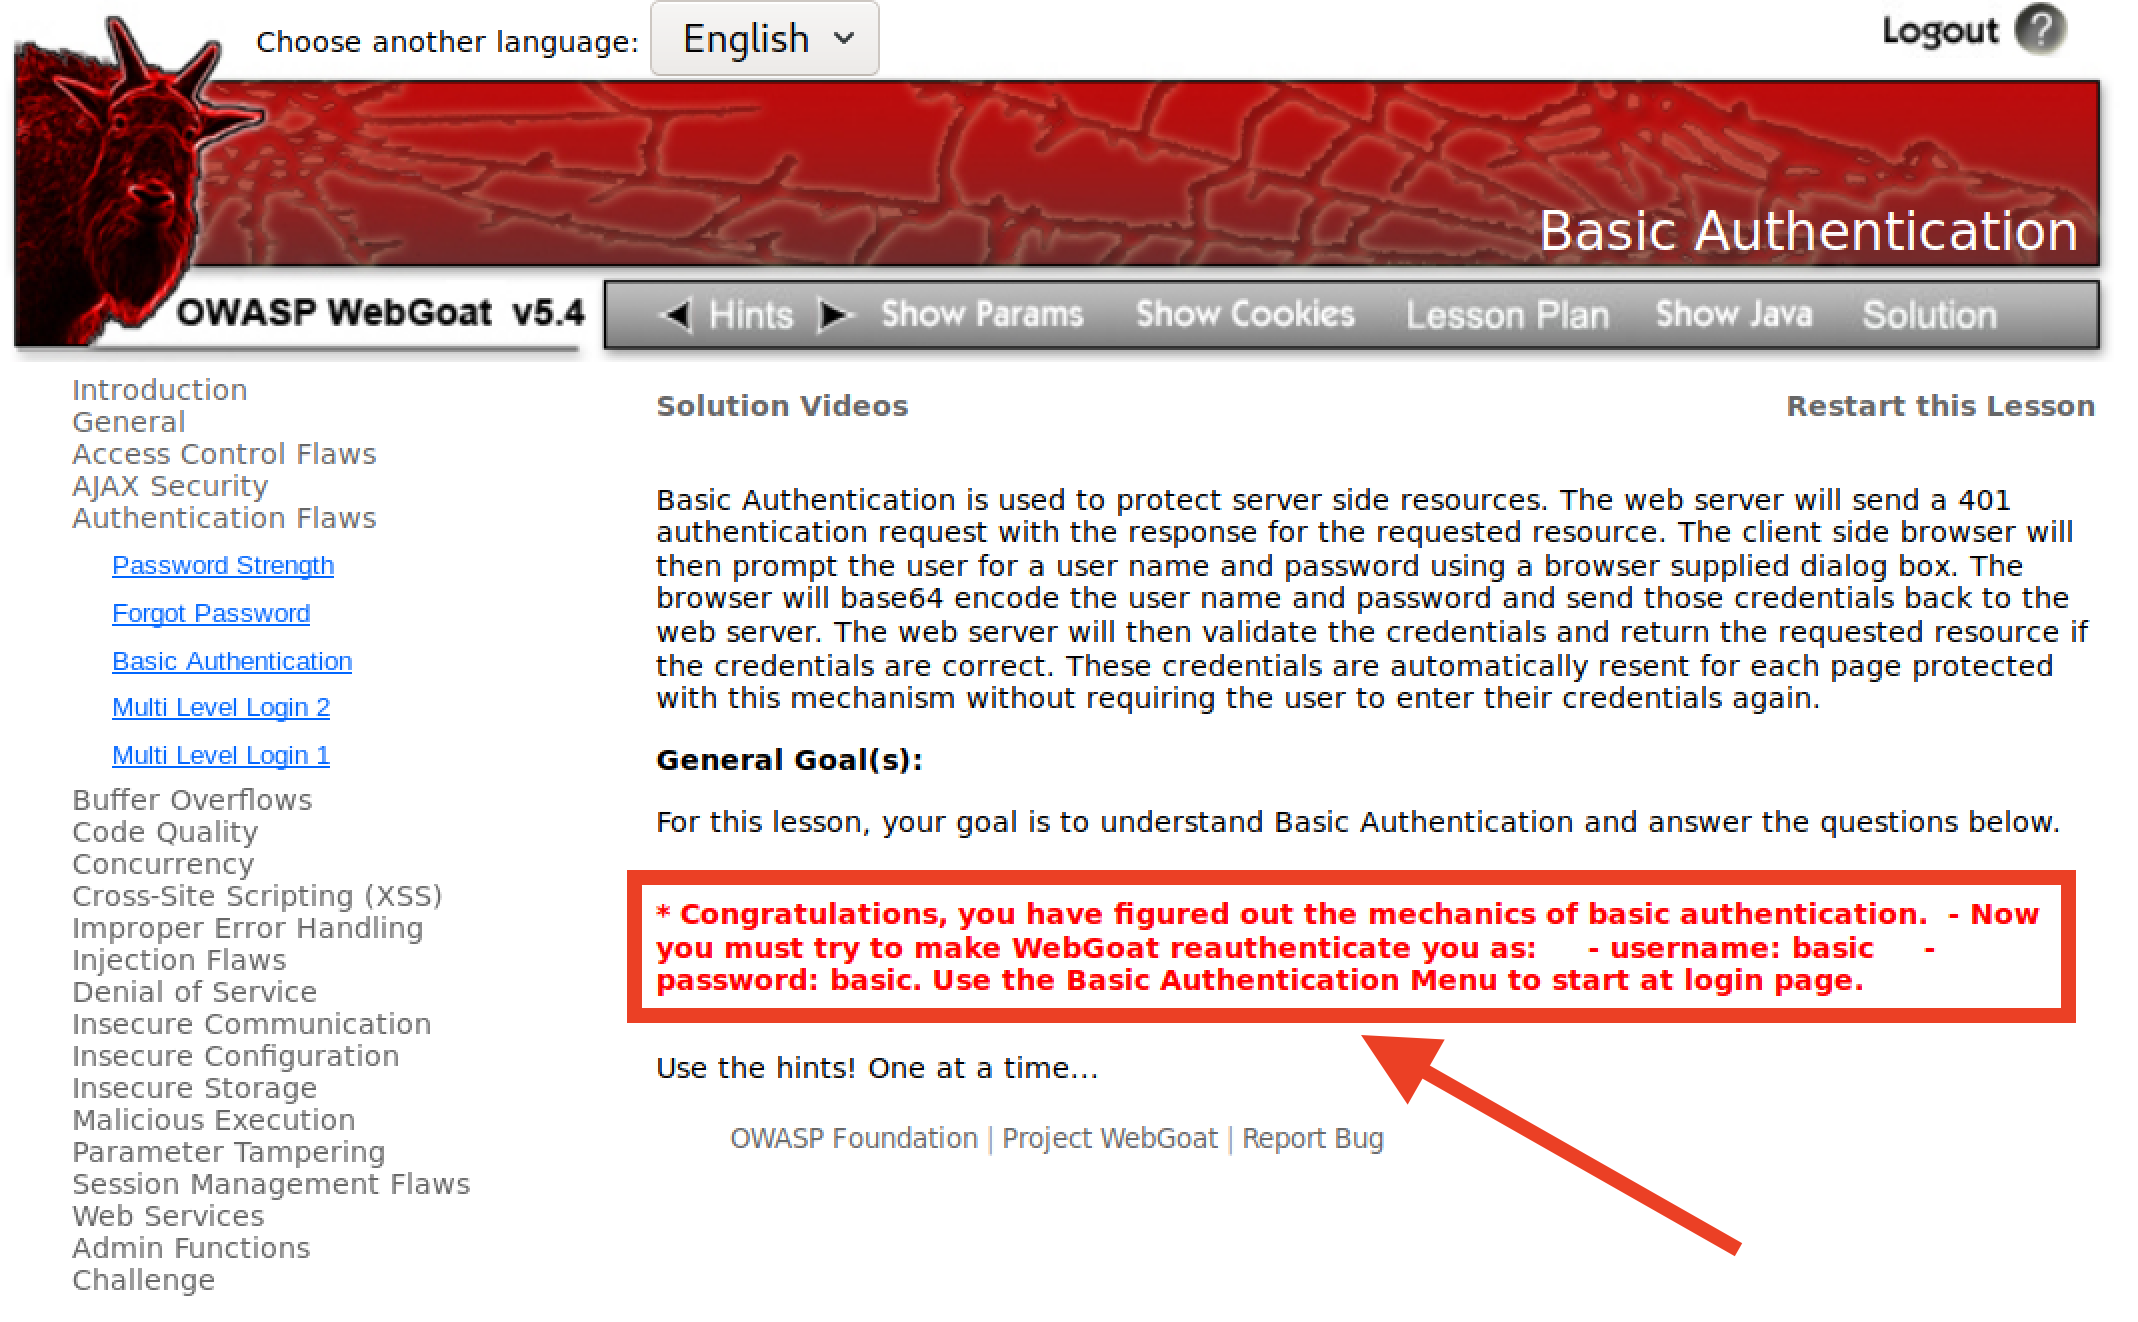 Choose another language: English
Logout ?
Basic Authentication
OWASP WebGoat v5.4
Hints Show Params Show Cookies Lesson Plan Show Java Solution
Introduction
General
Access Control Flaws
AJAX Security
Authentication Flaws
Password Strength
Forgot Password
Basic Authentication
Multi Level Login 2
Multi Level Login 1
Buffer Overflows
Code Quality
Concurrency
Cross-Site Scripting (XSS)
Improper Error Handling
Injection Flaws
Denial of Service
Insecure Communication
Insecure Configuration
Insecure Storage
Malicious Execution
Parameter Tampering
Session Management Flaws
Web Services
Admin Functions
Challenge
Solution Videos
Restart this Lesson
Basic Authentication is used to protect server side resources. The web server will send a 401
authentication request with the response for the requested resource. The client side browser will
then prompt the user for a user name and password using a browser supplied dialog box. The
browser will base64 encode the user name and password and send those credentials back to the
web server. The web server will then validate the credentials and return the requested resource if
the credentials are correct. These credentials are automatically resent for each page protected
with this mechanism without requiring the user to enter their credentials again.
General Goal(s):
For this lesson, your goal is to understand Basic Authentication and answer the questions below.
* Congratulations, you have figured out the mechanics of basic authentication. - Now
you must try to make WebGoat reauthenticate you as: - username: basic -
password: basic. Use the Basic Authentication Menu to start at login page.
Use the hints! One at a time...
OWASP Foundation | Project WebGoat | Report Bug